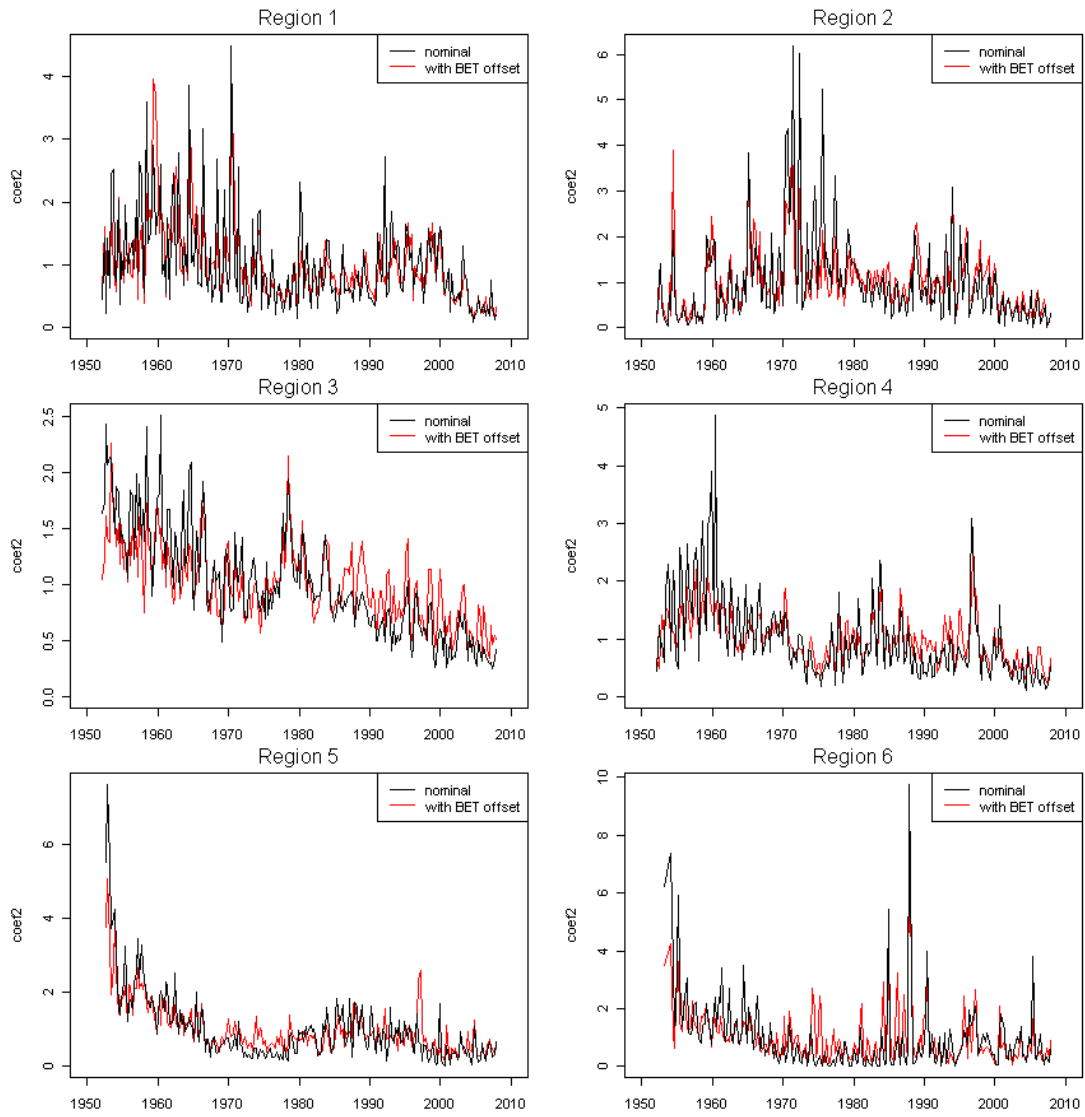 Region 1
nominal
with BET offset
coef2
0
1
2
3
4
1950 1960 1970 1980 1990 2000 2010
Region 2
nominal
with BET offset
coef2
0
1
2
3
4
5
6
1950 1960 1970 1980 1990 2000 2010
Region 3
nominal
with BET offset
coef2
0.0
0.5
1.0
1.5
2.0
2.5
1950 1960 1970 1980 1990 2000 2010
Region 4
nominal
with BET offset
coef2
0
1
2
3
4
5
1950 1960 1970 1980 1990 2000 2010
Region 5
nominal
with BET offset
coef2
0
2
4
6
1950 1960 1970 1980 1990 2000 2010
Region 6
nominal
with BET offset
coef2
0
2
4
6
8
10
1950 1960 1970 1980 1990 2000 2010